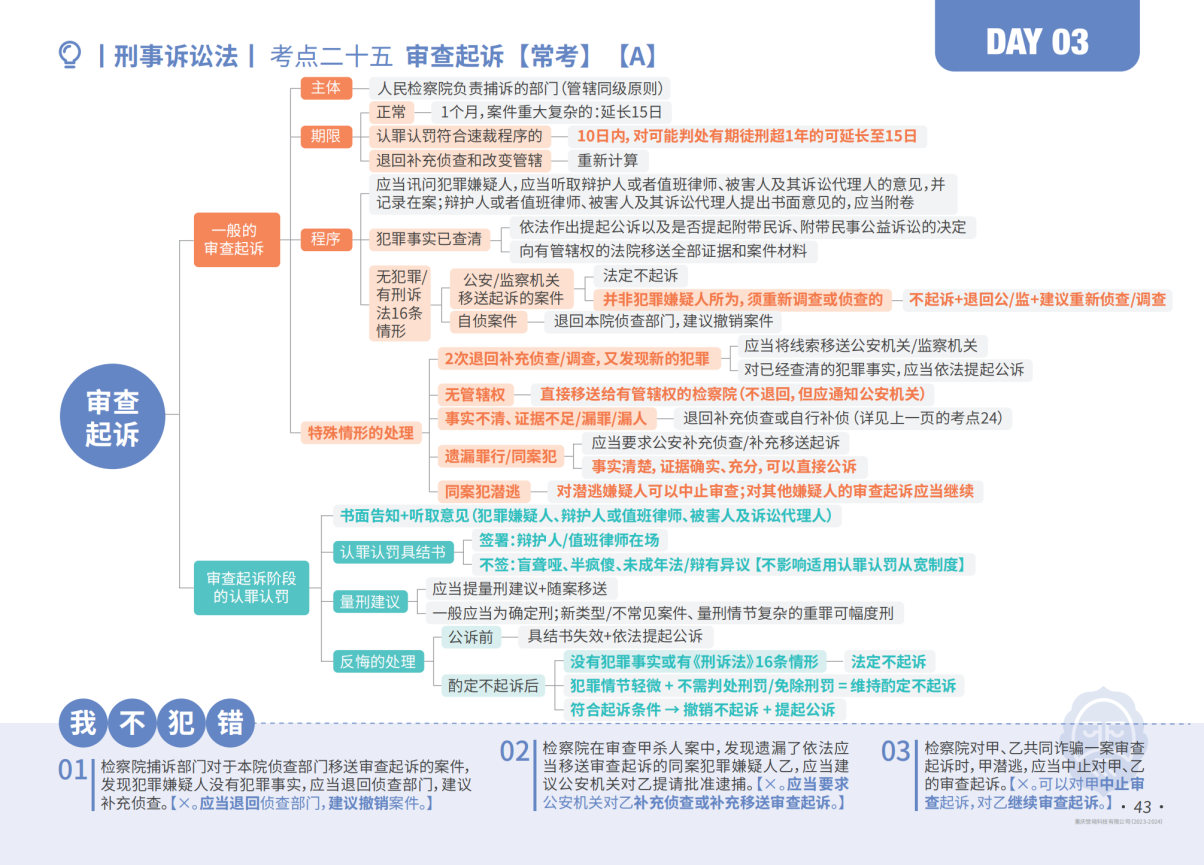 DAY 03
|刑事诉讼法| 考点二十五 审查起诉【常考】【A】
审查
起诉
一般的
审查起诉
主体
人民检察院负责捕诉的部门（管辖同级原则）
期限
正常
1个月，案件重大复杂的：延长15日
认罪认罚符合速裁程序的
10日内，对可能判处有期徒刑超1年的可延长至15日
退回补充侦查和改变管辖
重新计算
程序
应当讯问犯罪嫌疑人，应当听取辩护人或者值班律师、被害人及其诉讼代理人的意见，并
记录在案；辩护人或者值班律师、被害人及其诉讼代理人提出书面意见的，应当附卷
犯罪事实已查清
依法作出提起公诉以及是否提起附带民诉、附带民事公益诉讼的决定
向有管辖权的法院移送全部证据和案件材料
无犯罪/
有刑诉
法16条
情形
公安/监察机关
移送起诉的案件
法定不起诉
并非犯罪嫌疑人所为，须重新调查或侦查的
不起诉+退回公/监+建议重新侦查/调查
自侦案件
退回本院侦查部门，建议撤销案件
特殊情形的处理
2次退回补充侦查/调查，又发现新的犯罪
应当将线索移送公安机关/监察机关
对已经查清的犯罪事实，应当依法提起公诉
无管辖权
直接移送给有管辖权的检察院（不退回，但应通知公安机关）
事实不清、证据不足/漏罪/漏人
退回补充侦查或自行补侦（详见上一页的考点24）
遗漏罪行/同案犯
应当要求公安补充侦查/补充移送起诉
事实清楚，证据确实、充分，可以直接公诉
同案犯潜逃
对潜逃嫌疑人可以中止审查；对其他嫌疑人的审查起诉应当继续
审查起诉阶段
的认罪认罚
书面告知+听取意见（犯罪嫌疑人、辩护人或值班律师、被害人及诉讼代理人）
认罪认罚具结书
签署：辩护人/值班律师在场
不签：盲聋哑、半疯傻、未成年法/辩有异议【不影响适用认罪认罚从宽制度】
量刑建议
应当提量刑建议+随案移送
一般应当为确定刑；新类型/不常见案件、量刑情节复杂的重罪可幅度刑
反悔的处理
公诉前
具结书失效+依法提起公诉
酌定不起诉后
没有犯罪事实或有《刑诉法》16条情形
法定不起诉
犯罪情节轻微 + 不需判处刑罚/免除刑罚 = 维持酌定不起诉
符合起诉条件 → 撤销不起诉 + 提起公诉
我不犯错
01
检察院捕诉部门对于本院侦查部门移送审查起诉的案件，
发现犯罪嫌疑人没有犯罪事实，应当退回侦查部门，建议
补充侦查。【×。应当退回侦查部门，建议撤销案件。】
02
检察院在审查甲杀人案中，发现遗漏了依法应
当移送审查起诉的同案犯罪嫌疑人乙，应当建
议公安机关对乙提请批准逮捕。【×。应当要求
公安机关对乙补充侦查或补充移送审查起诉。】
03
检察院对甲、乙共同诈骗一案审查
起诉时，甲潜逃，应当中止对甲、乙
的审查起诉。【×。可以对甲中止审
查起诉，对乙继续审查起诉。】
· 43 ·